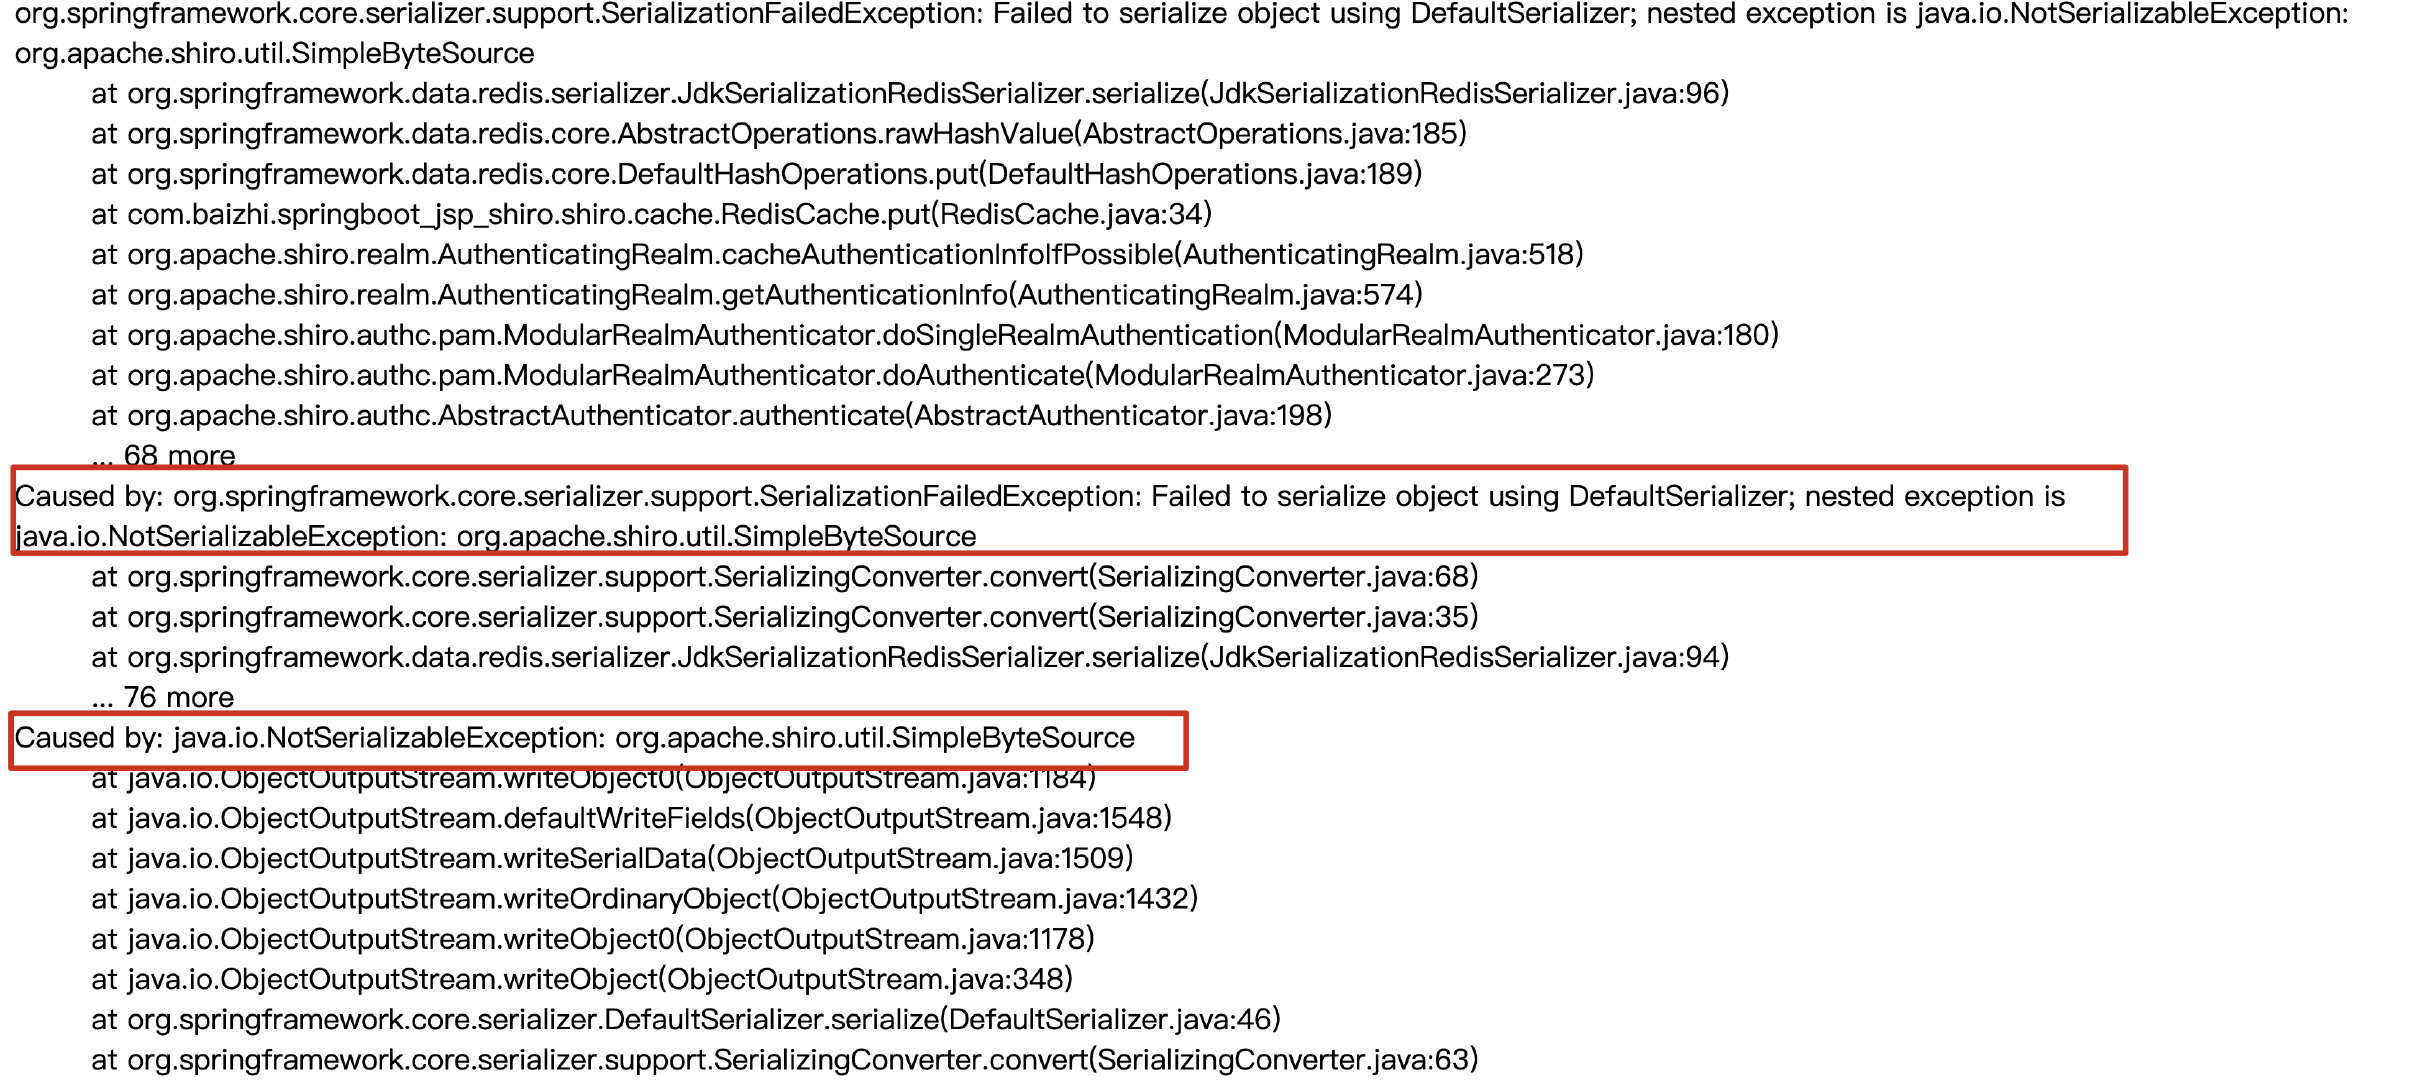 org.springframework.core.serializer.support.SerializationFailedException: Failed to serialize object using DefaultSerializer; nested exception is java.io.NotSerializableException:
org.apache.shiro.util.SimpleByteSource
at org.springframework.data.redis.serializer.JdkSerializationRedisSerializer.serialize(JdkSerializationRedisSerializer.java:96)
at org.springframework.data.redis.core.AbstractOperations.rawHashValue(AbstractOperations.java:185)
at org.springframework.data.redis.core.DefaultHashOperations.put(DefaultHashOperations.java:189)
at com.baizhi.springboot_jsp_shiro.shiro.cache.RedisCache.put(RedisCache.java:34)
at org.apache.shiro.realm.AuthenticatingRealm.cacheAuthenticationInfoIfPossible(AuthenticatingRealm.java:518)
at org.apache.shiro.realm.AuthenticatingRealm.getAuthenticationInfo(AuthenticatingRealm.java:574)
at org.apache.shiro.authc.pam.ModularRealmAuthenticator.doSingleRealmAuthentication(ModularRealmAuthenticator.java:180)
at org.apache.shiro.authc.pam.ModularRealmAuthenticator.doAuthenticate(ModularRealmAuthenticator.java:273)
at org.apache.shiro.authc.AbstractAuthenticator.authenticate(AbstractAuthenticator.java:198)
... 68 more
Caused by: org.springframework.core.serializer.support.SerializationFailedException: Failed to serialize object using DefaultSerializer; nested exception is
java.io.NotSerializableException: org.apache.shiro.util.SimpleByteSource
at org.springframework.core.serializer.support.SerializingConverter.convert(SerializingConverter.java:68)
at org.springframework.core.serializer.support.SerializingConverter.convert(SerializingConverter.java:35)
at org.springframework.data.redis.serializer.JdkSerializationRedisSerializer.serialize(JdkSerializationRedisSerializer.java:94)
... 76 more
Caused by: java.io.NotSerializableException: org.apache.shiro.util.SimpleByteSource
at java.io.ObjectOutputStream.writeObject0(ObjectOutputStream.java:1184)
at java.io.ObjectOutputStream.defaultWriteFields(ObjectOutputStream.java:1548)
at java.io.ObjectOutputStream.writeSerialData(ObjectOutputStream.java:1509)
at java.io.ObjectOutputStream.writeOrdinaryObject(ObjectOutputStream.java:1432)
at java.io.ObjectOutputStream.writeObject0(ObjectOutputStream.java:1178)
at java.io.ObjectOutputStream.writeObject(ObjectOutputStream.java:348)
at org.springframework.core.serializer.DefaultSerializer.serialize(DefaultSerializer.java:46)
at org.springframework.core.serializer.support.SerializingConverter.convert(SerializingConverter.java:63)